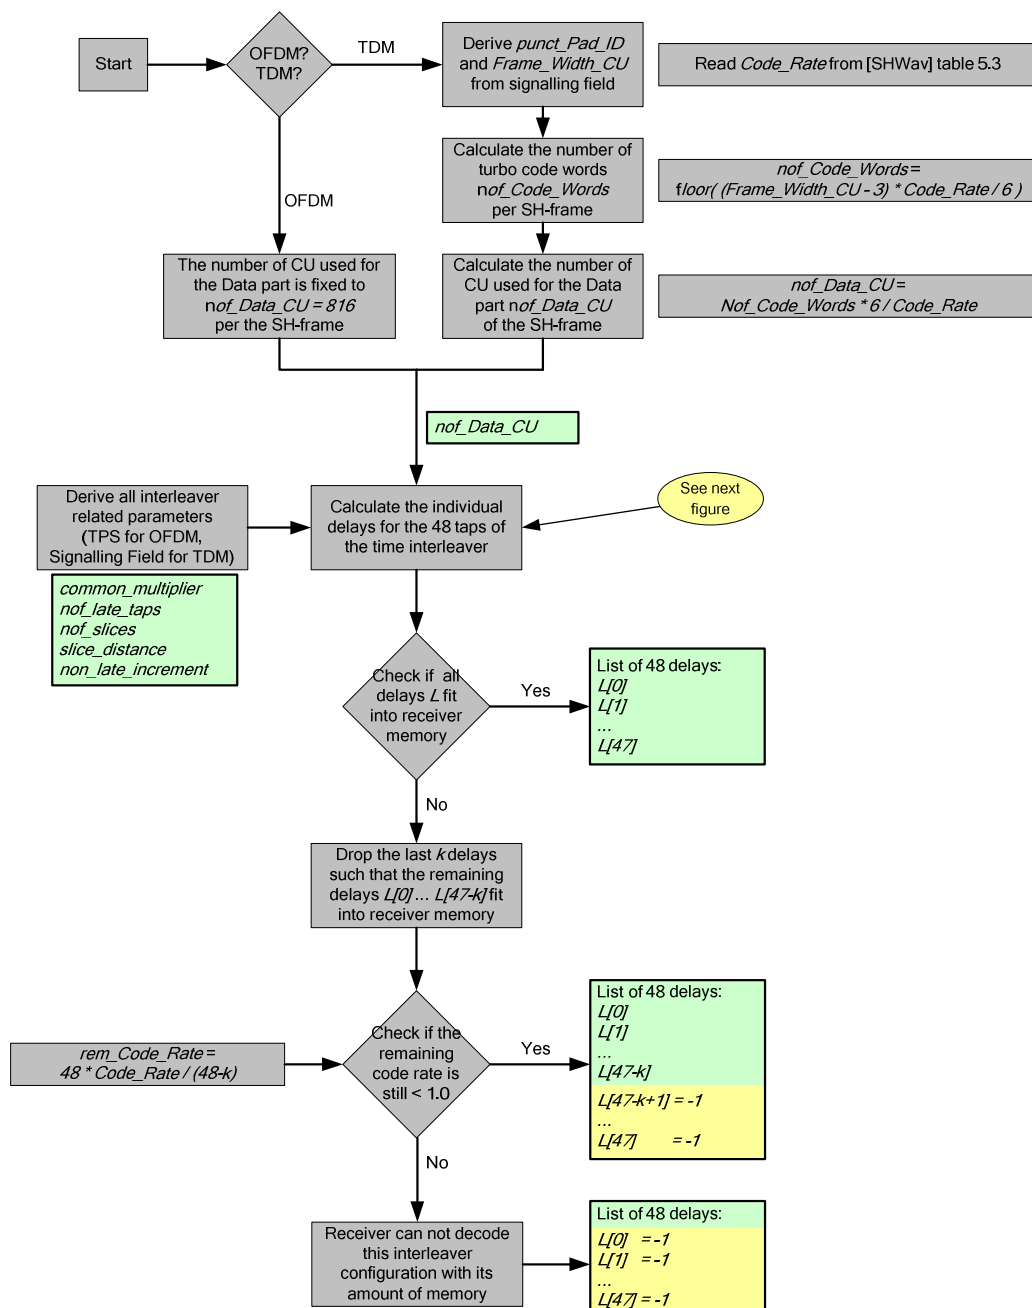 Start
OFDM?
TDM?
TDM
Derive punct_Pad_ID
and Frame_Width_CU
from signalling field
Read Code_Rate from [SHWav] table 5.3
Calculate the number of
turbo code words
nof_Code_Words
per SH-frame
nof_Code_Words =
floor( (Frame_Width_CU - 3) * Code_Rate / 6 )
OFDM
The number of CU used for
the Data part is fixed to
nof_Data_CU = 816
per the SH-frame
Calculate the number of
CU used for the Data
part nof_Data_CU
of the SH-frame
nof_Data_CU =
Nof_Code_Words * 6 / Code_Rate
nof_Data_CU
Derive all interleaver
related parameters
(TPS for OFDM,
Signalling Field for TDM)
Calculate the individual
delays for the 48 taps of
the time interleaver
See next
figure
common_multiplier
nof_late_taps
nof_slices
slice_distance
non_late_increment
Check if all
delays L fit
into receiver
memory
Yes
List of 48 delays:
L[0]
L[1]
...
L[47]
No
Drop the last k delays
such that the remaining
delays L[0] ... L[47-k] fit
into receiver memory
rem_Code_Rate =
48 * Code_Rate / (48-k)
Check if the
remaining
code rate is
still < 1.0
Yes
List of 48 delays:
L[0]
L[1]
...
L[47-k]
L[47-k+1] = -1
...
L[47] = -1
No
Receiver can not decode
this interleaver
configuration with its
amount of memory
List of 48 delays:
L[0] = -1
L[1] = -1
...
L[47] = -1